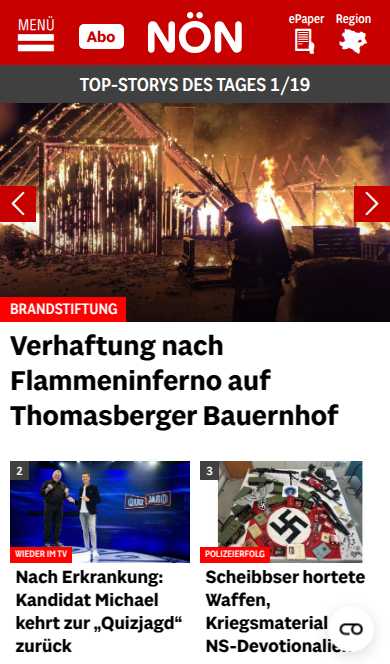 MENÜ
Abo
NÖN
ePaper
Region
TOP-STORYS DES TAGES 1/19
BRANDSTIFTUNG
Verhaftung nach
Flammeninferno auf
Thomasberger Bauernhof
2
QUIZ JAGD
WIEDER IM TV
Nach Erkrankung:
Kandidat Michael
kehrt zur „Quizjagd“
zurück
3
POLIZEIERFOLG
Scheibbser hortete
Waffen,
Kriegsmaterial
NS-Devotionalien